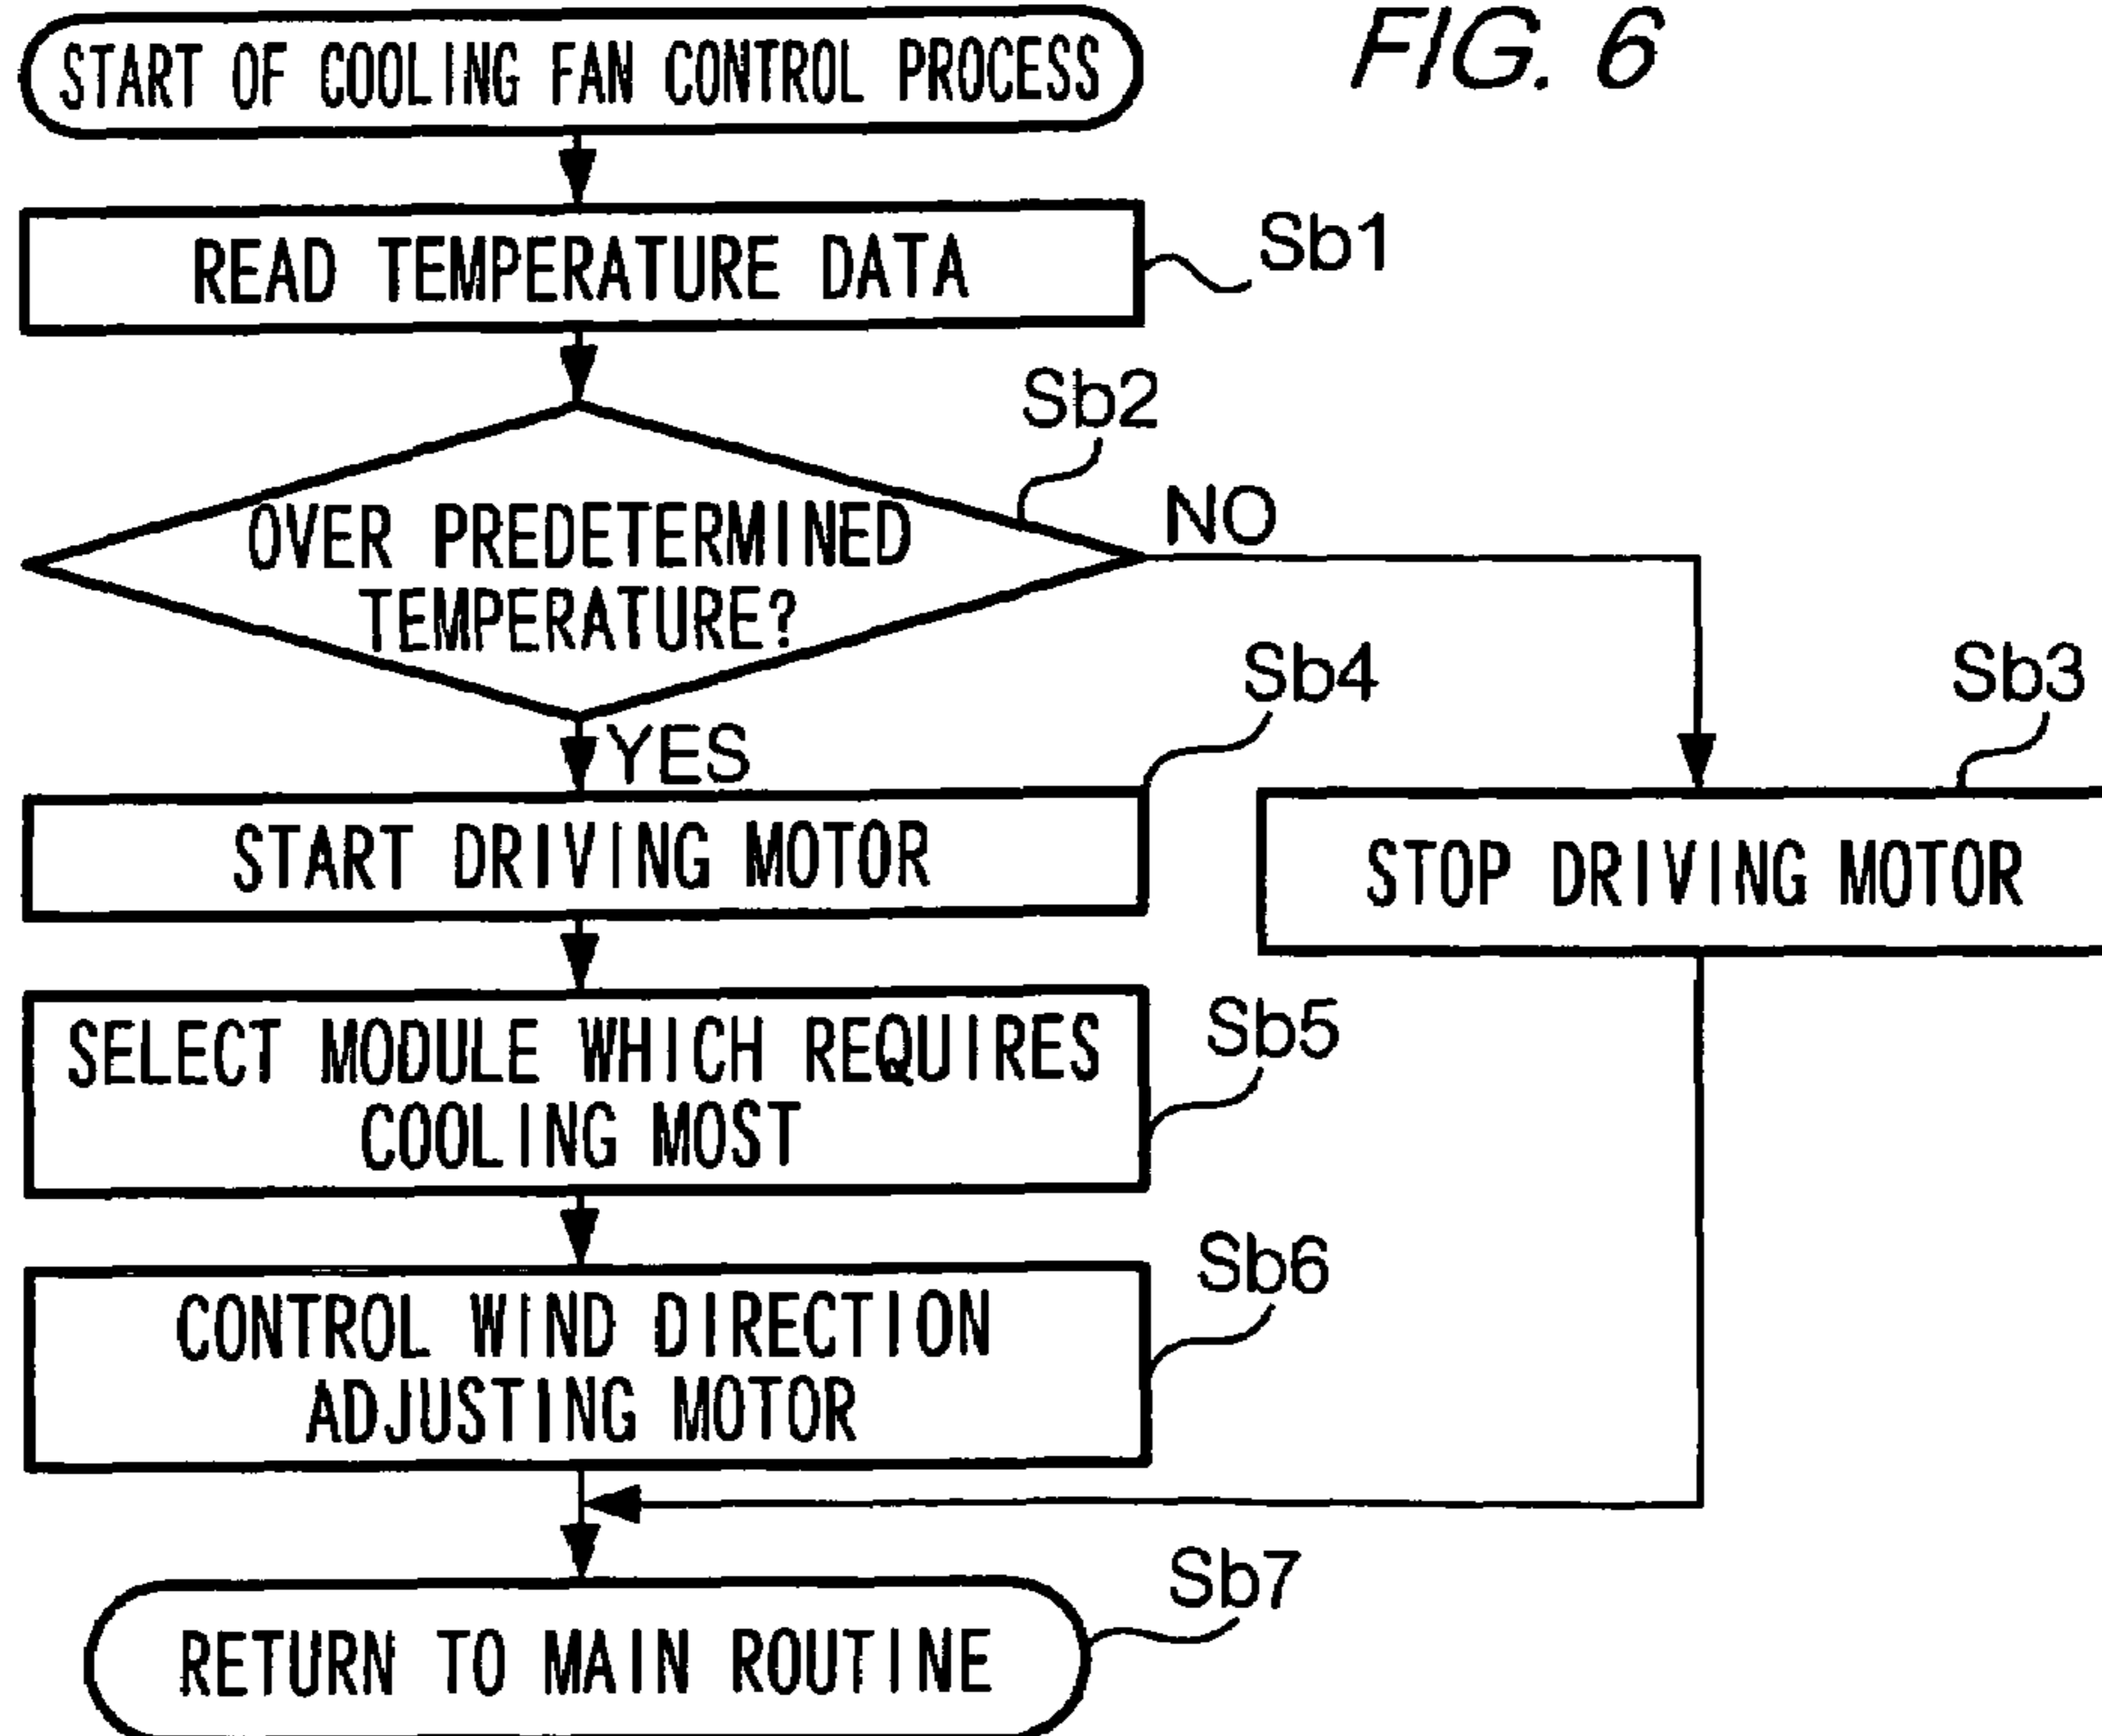 FIG. 6
START OF COOLING FAN CONTROL PROCESS
READ TEMPERATURE DATA
Sb1
Sb2
OVER PREDETERMINED
TEMPERATURE?
NO
YES
Sb4
START DRIVING MOTOR
Sb3
STOP DRIVING MOTOR
SELECT MODULE WHICH REQUIRES
COOLING MOST
Sb5
CONTROL WIND DIRECTION
ADJUSTING MOTOR
Sb6
RETURN TO MAIN ROUTINE
Sb7